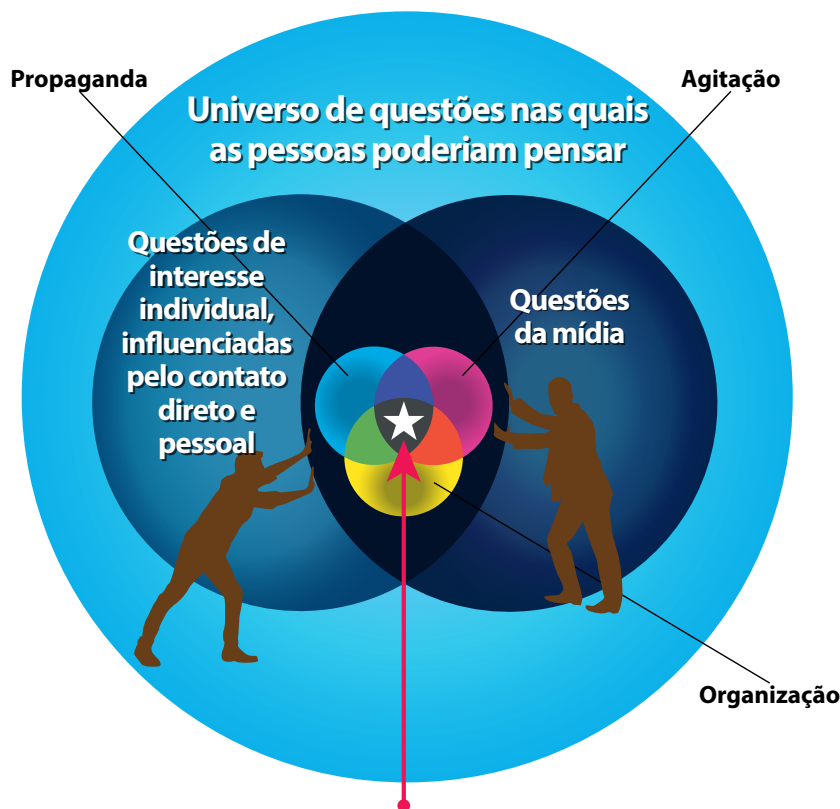 Propaganda
Agitação
Universo de questões nas quais
as pessoas poderiam pensar
Questões de
interesse
individual,
influenciadas
pelo contato
direto e
pessoal
Questões
da mídia
Organização